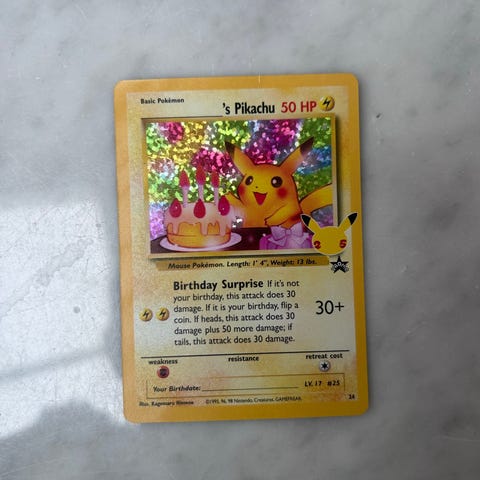 Basic Pokémon
________'s Pikachu 50 HP
Mouse Pokémon. Length: 1' 4", Weight: 13 lbs.
Birthday Surprise If it's not
your birthday, this attack does 30
damage. If it is your birthday, flip a
coin. If heads, this attack does 30
damage plus 50 more damage; if
tails, this attack does 30 damage.
30+
weakness resistance retreat cost
Your Birthdate:________
LV. 17 #25
Illus. Kagemaru Himeno
©1995, 96, 98 Nintendo, Creatures, GAMEFREAK.
24